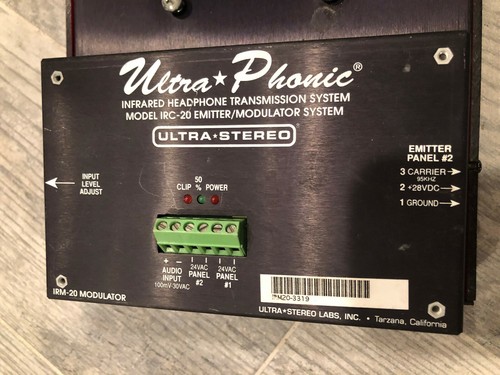 Ultra★Phonic®
INFRARED HEADPHONE TRANSMISSION SYSTEM
MODEL IRC-20 EMITTER/MODULATOR SYSTEM
ULTRA★STEREO
EMITTER
PANEL #2
3 CARRIER
95KHZ
2 +28VDC
1 GROUND
INPUT
LEVEL
ADJUST
50
CLIP % POWER
+ −
AUDIO
INPUT
100mV-30VAC
24VAC
PANEL
#2
24VAC
PANEL
#1
IRM-20 MODULATOR
RM20-3319
ULTRA★STEREO LABS, INC. • Tarzana, California